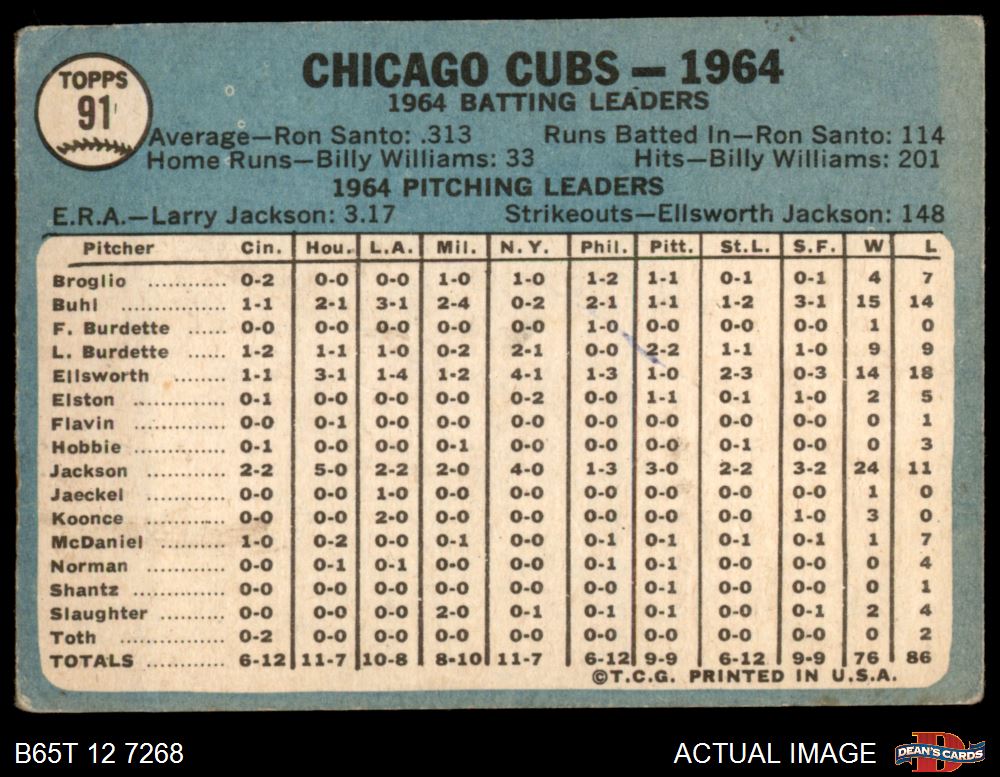 TOPPS
91
CHICAGO CUBS — 1964
1964 BATTING LEADERS
Average—Ron Santo: .313 Runs Batted In—Ron Santo: 114
Home Runs—Billy Williams: 33 Hits—Billy Williams: 201
1964 PITCHING LEADERS
E.R.A.—Larry Jackson: 3.17 Strikeouts—Ellsworth Jackson: 148
Pitcher Cin. Hou. L.A. Mil. N.Y. Phil. Pitt. St.L. S.F. W L
Broglio ............ 0-2 0-0 0-0 1-0 1-0 1-2 1-1 0-1 0-1 4 7
Buhl ............... 1-1 2-1 3-1 2-4 0-2 2-1 1-1 1-2 3-1 15 14
F. Burdette ...... 0-0 0-0 0-0 0-0 0-0 1-0 0-0 0-0 0-0 1 0
L. Burdette ...... 1-2 1-1 1-0 0-2 2-1 0-0 2-2 1-1 1-0 9 9
Ellsworth ........ 1-1 3-1 1-4 1-2 4-1 1-3 1-0 2-3 0-3 14 18
Elston .............. 0-1 0-0 0-0 0-0 0-2 0-0 1-1 0-1 1-0 2 5
Flavin .............. 0-0 0-1 0-0 0-0 0-0 0-0 0-0 0-0 0-0 0 1
Hobbie .............. 0-1 0-0 0-0 0-1 0-0 0-0 0-0 0-1 0-0 0 3
Jackson ............ 2-2 5-0 2-2 2-0 4-0 1-3 3-0 2-2 3-2 24 11
Jaeckel ............ 0-0 0-0 1-0 0-0 0-0 0-0 0-0 0-0 0-0 1 0
Koonce ............ 0-0 0-0 2-0 0-0 0-0 0-0 0-0 0-0 1-0 3 0
McDaniel .......... 1-0 0-2 0-0 0-1 0-0 0-1 0-1 0-1 0-1 1 7
Norman ............ 0-0 0-1 0-1 0-0 0-0 0-1 0-1 0-0 0-0 0 4
Shantz .............. 0-0 0-0 0-0 0-0 0-0 0-0 0-1 0-0 0-0 0 1
Slaughter .......... 0-0 0-0 0-0 2-0 0-1 0-1 0-1 0-0 0-1 2 4
Toth ............... 0-2 0-0 0-0 0-0 0-0 0-0 0-0 0-0 0-0 0 2
TOTALS ............ 6-12 11-7 10-8 8-10 11-7 6-12 9-9 6-12 9-9 76 86
©T.C.G. PRINTED IN U.S.A.
B65T 12 7268 ACTUAL IMAGE DEAN'S CARDS